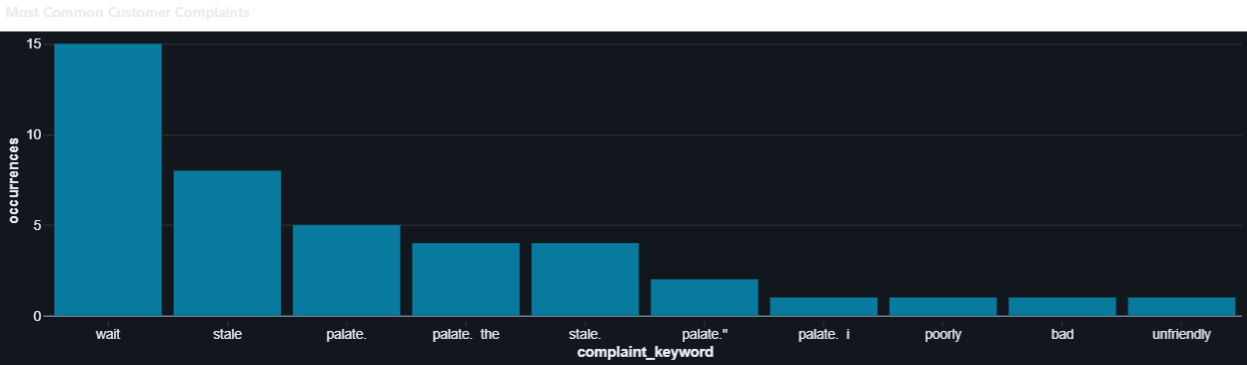 Most Common Customer Complaints
15
10
5
0
occurrences
wait stale palate. palate. the stale. palate." palate. i poorly bad unfriendly
complaint_keyword